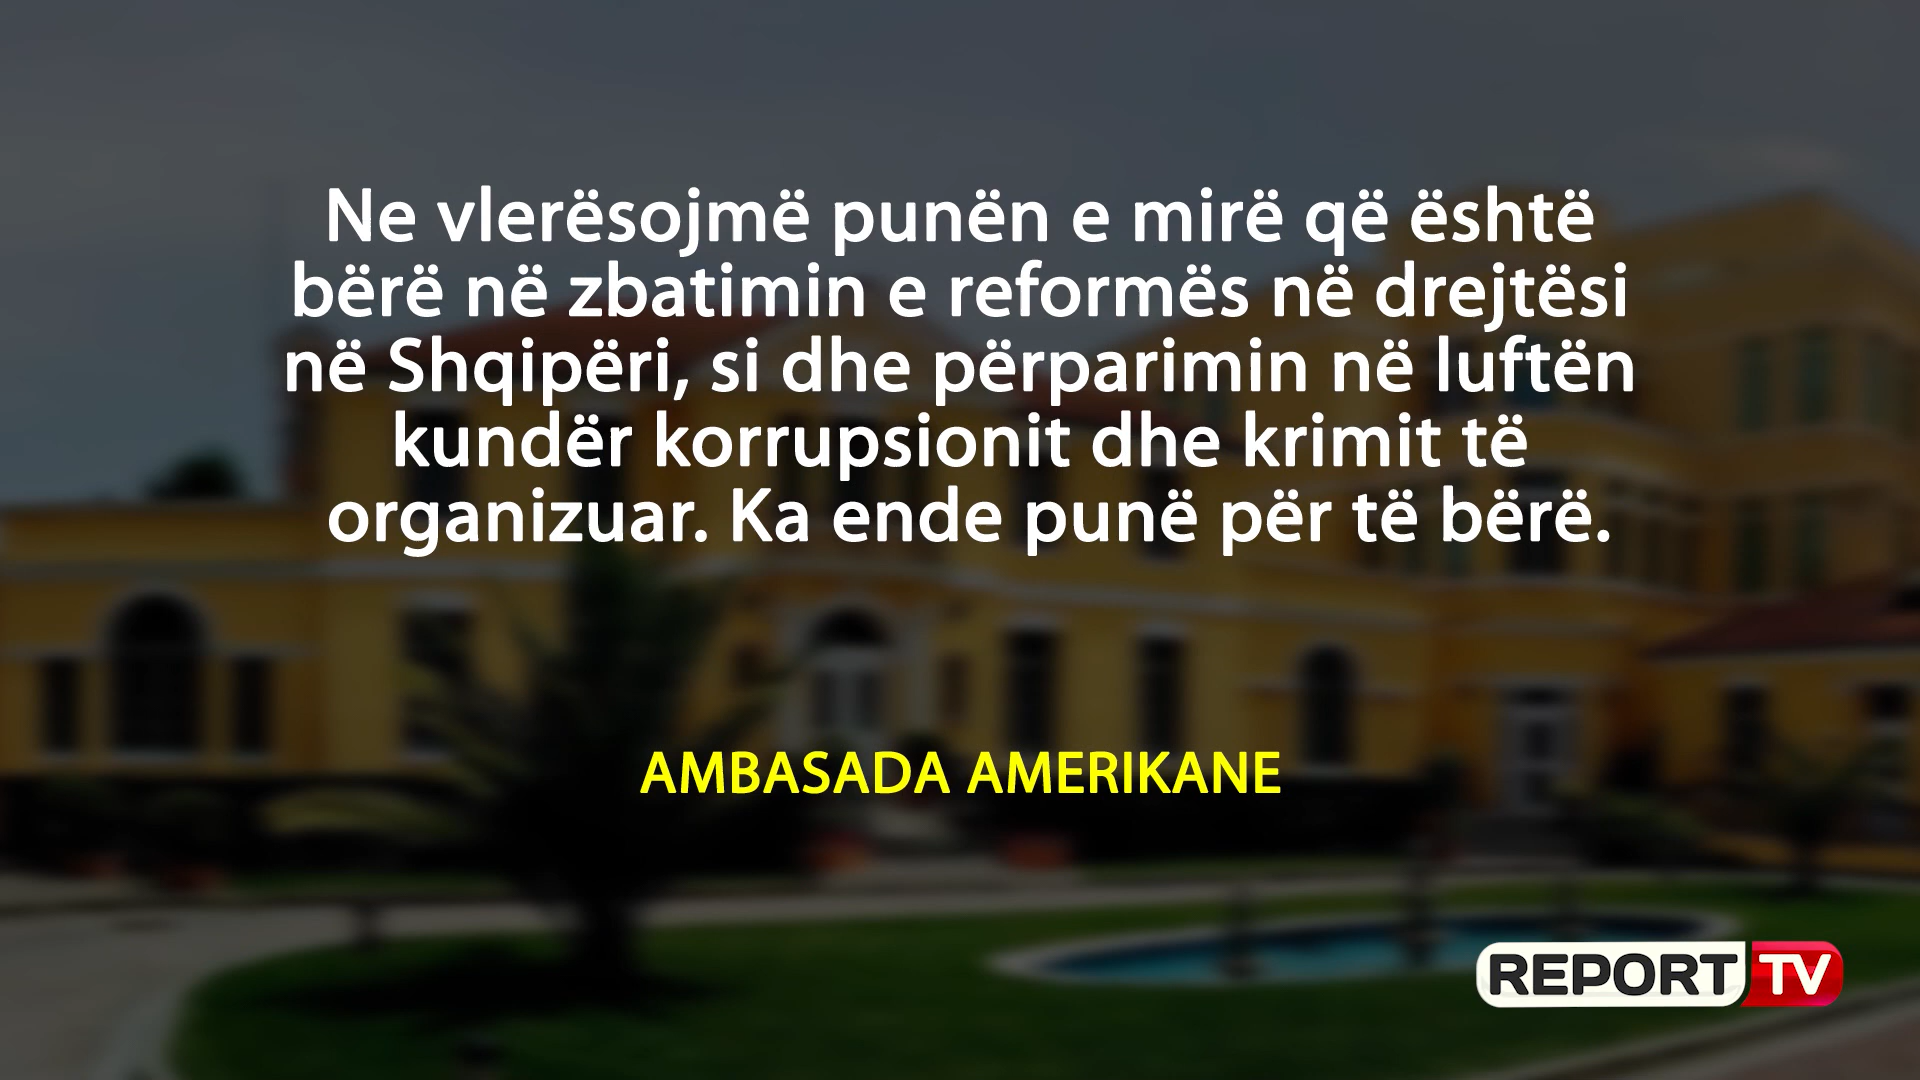 Ne vlerësojmë punën e mirë që është
bërë në zbatimin e reformës në drejtësi
në Shqipëri, si dhe përparimin në luftën
kundër korrupsionit dhe krimit të
organizuar. Ka ende punë për të bërë.
AMBASADA AMERIKANE
REPORT TV